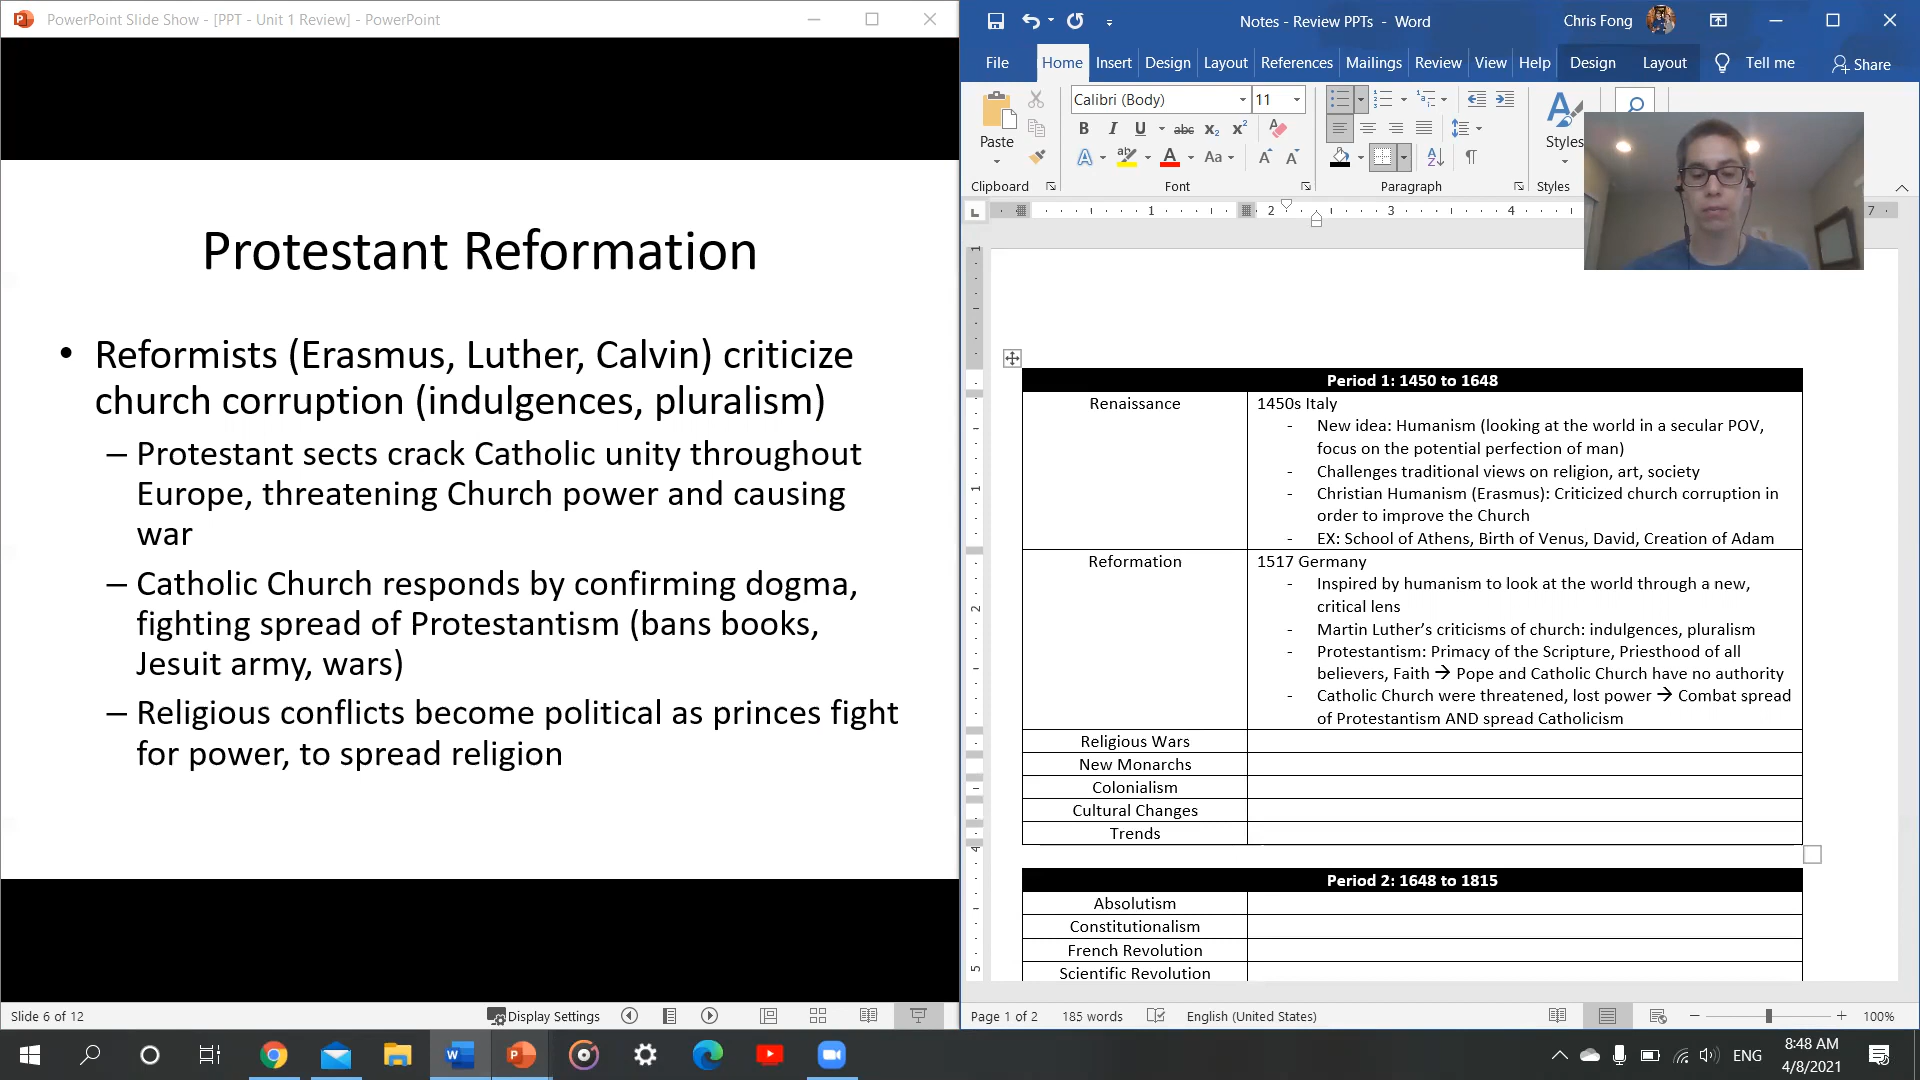 PowerPoint Slide Show - [PPT - Unit 1 Review] - PowerPoint
Protestant Reformation
• Reformists (Erasmus, Luther, Calvin) criticize
church corruption (indulgences, pluralism)
– Protestant sects crack Catholic unity throughout
Europe, threatening Church power and causing
war
– Catholic Church responds by confirming dogma,
fighting spread of Protestantism (bans books,
Jesuit army, wars)
– Religious conflicts become political as princes fight
for power, to spread religion
Slide 6 of 12
Display Settings
Notes - Review PPTs - Word
Chris Fong
File Home Insert Design Layout References Mailings Review View Help Design Layout Tell me Share
Calibri (Body) 11
Paste
Styles
Clipboard Font Paragraph Styles
1 2 3 4 7
Period 1: 1450 to 1648
Renaissance
1450s Italy
- New idea: Humanism (looking at the world in a secular POV,
focus on the potential perfection of man)
- Challenges traditional views on religion, art, society
- Christian Humanism (Erasmus): Criticized church corruption in
order to improve the Church
- EX: School of Athens, Birth of Venus, David, Creation of Adam
Reformation
1517 Germany
- Inspired by humanism to look at the world through a new,
critical lens
- Martin Luther’s criticisms of church: indulgences, pluralism
- Protestantism: Primacy of the Scripture, Priesthood of all
believers, Faith → Pope and Catholic Church have no authority
- Catholic Church were threatened, lost power → Combat spread
of Protestantism AND spread Catholicism
Religious Wars
New Monarchs
Colonialism
Cultural Changes
Trends
Period 2: 1648 to 1815
Absolutism
Constitutionalism
French Revolution
Scientific Revolution
Page 1 of 2 185 words English (United States) 100%
ENG
8:48 AM
4/8/2021